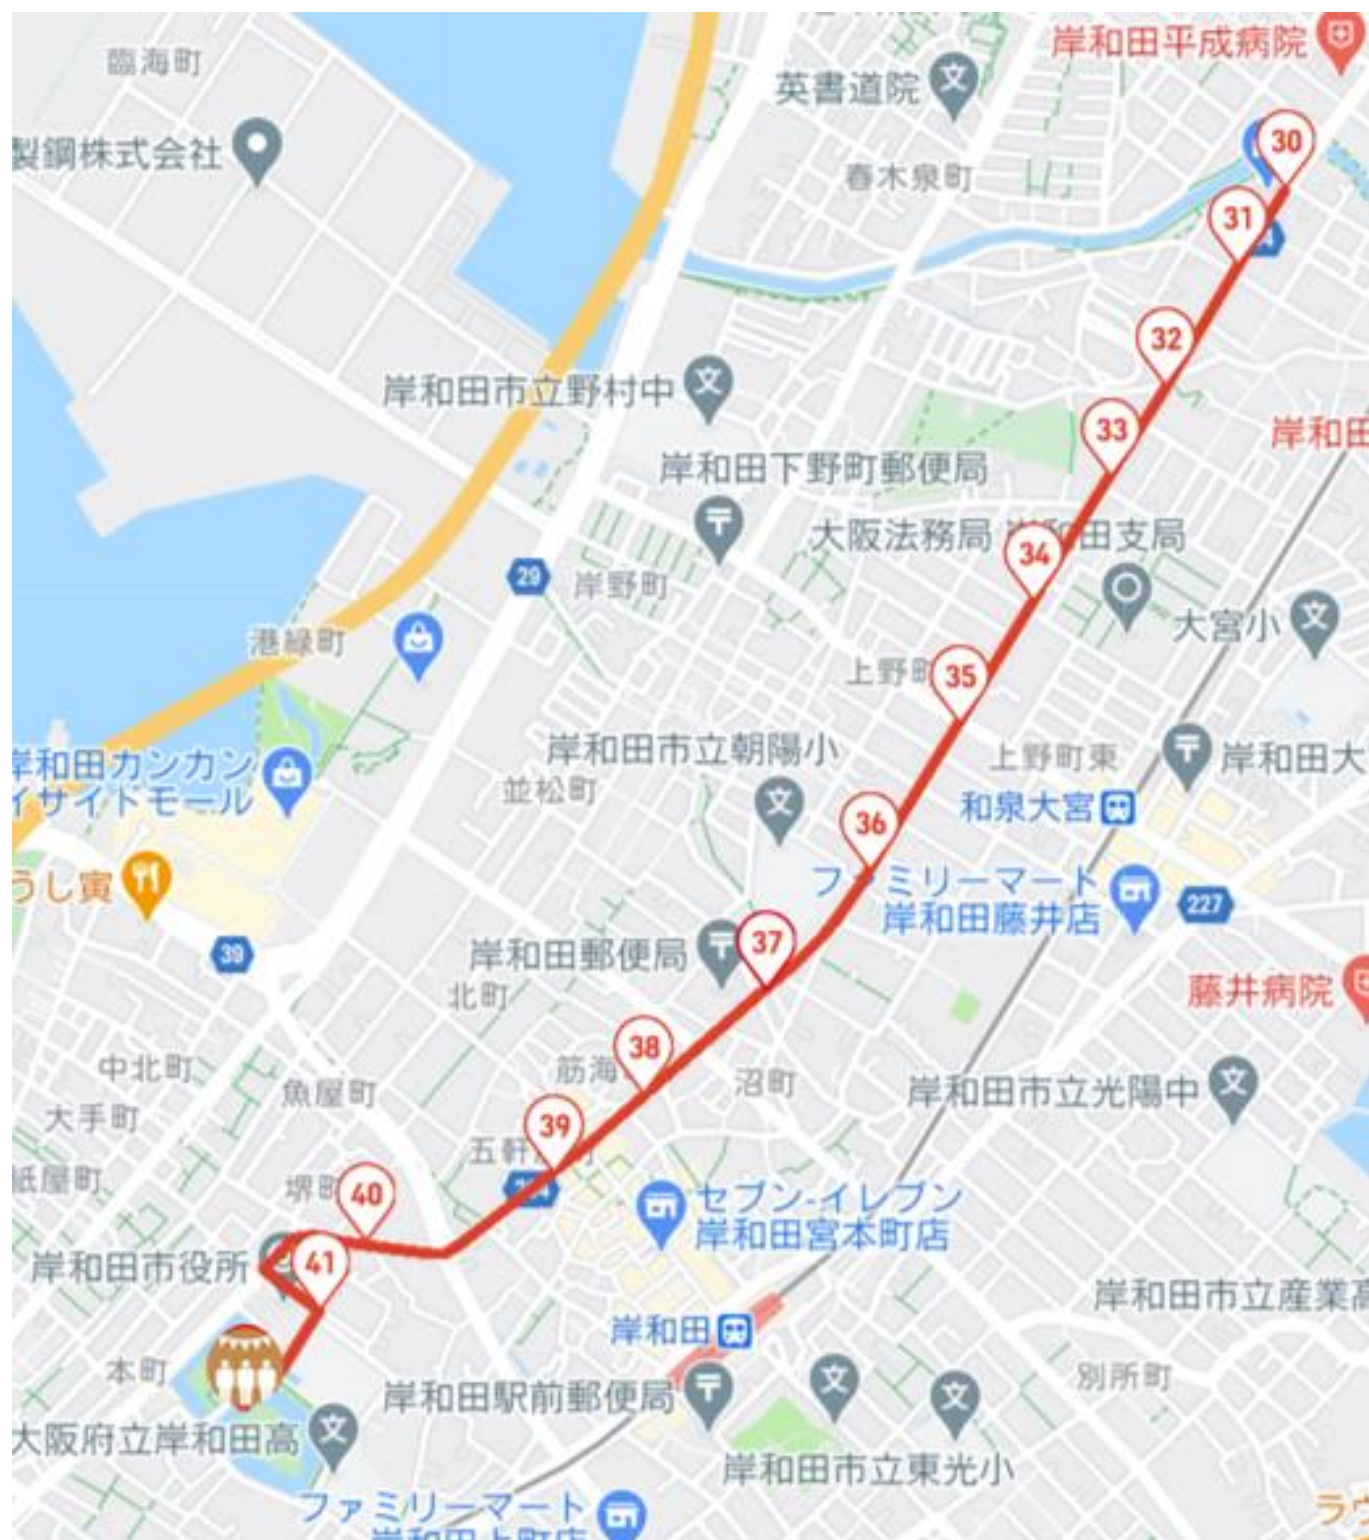 臨海町
岸和田平成病院
英書道院
製鋼株式会社
30
春木泉町
31
32
岸和田市立野村中
33
岸和田
岸和田下野町郵便局
大阪法務局 岸和田支局
34
29
岸野町
大宮小
港緑町
上野町
35
岸和田市立朝陽小
上野町東
岸和田大
岸和田カンカン
イサイドモール
並松町
和泉大宮
36
うし寅
ファミリーマート
岸和田藤井店
227
37
39
岸和田郵便局
北町
藤井病院
38
中北町
筋海
沼町
魚屋町
岸和田市立光陽中
大手町
39
五軒
紙屋町
堺町
40
セブン-イレブン
岸和田宮本町店
岸和田市役所
41
岸和田市立産業高
岸和田
本町
別所町
岸和田駅前郵便局
大阪府立岸和田高
岸和田市立東光小
ファミリーマート
岸和田上町店
ラウ